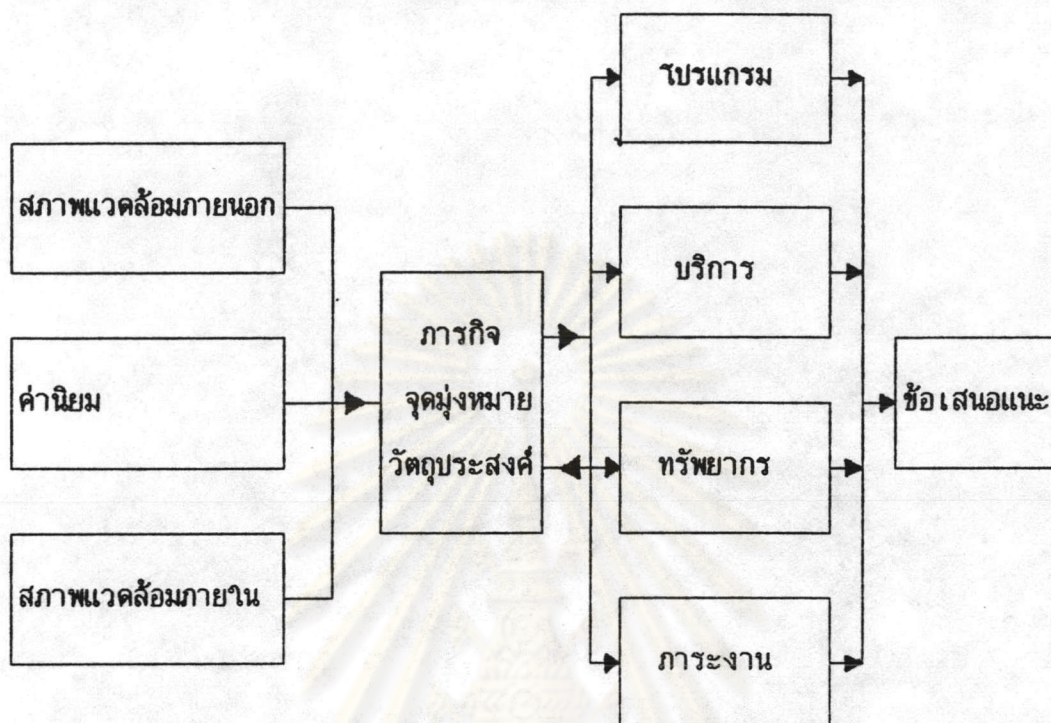 สภาพแวดล้อมภายนอก
ค่านิยม
สภาพแวดล้อมภายใน
ภารกิจ
จุดมุ่งหมาย
วัตถุประสงค์
โปรแกรม
บริการ
ทรัพยากร
ภาระงาน
ข้อเสนอแนะ